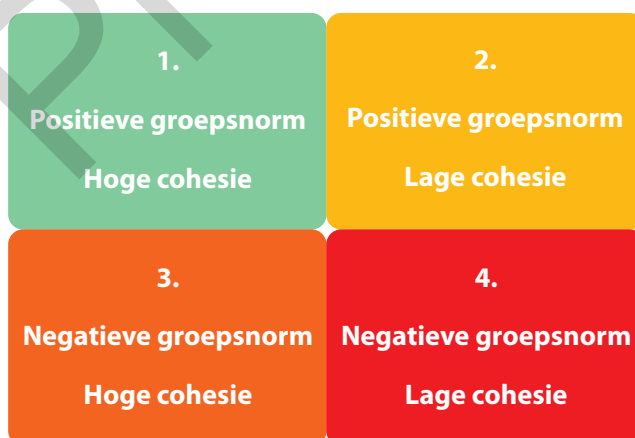 1.
Positieve groepsnorm
Hoge cohesie
2.
Positieve groepsnorm
Lage cohesie
3.
Negatieve groepsnorm
Hoge cohesie
4.
Negatieve groepsnorm
Lage cohesie